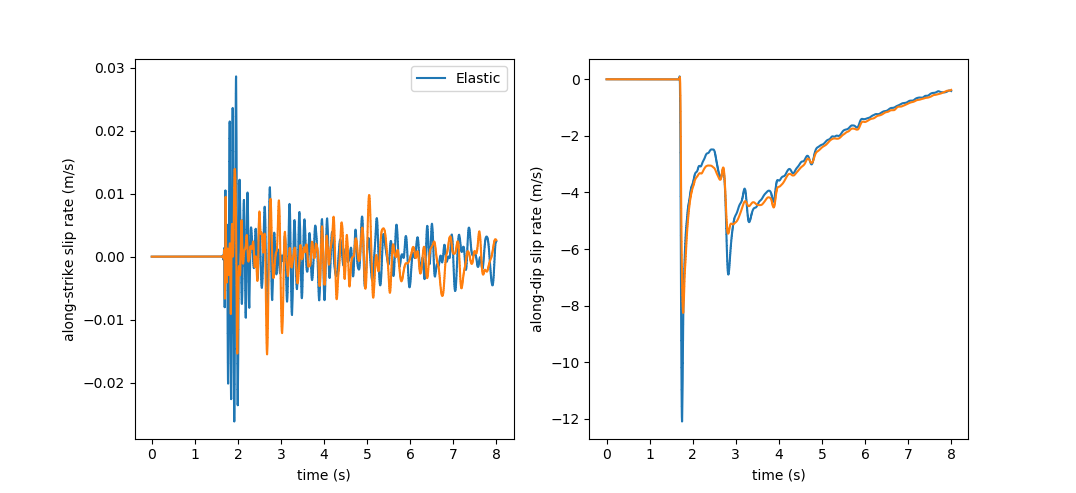 0.03
0.02
0.01
0.00
−0.01
−0.02
along-strike slip rate (m/s)
Elastic
0 1 2 3 4 5 6 7 8
time (s)
0
−2
−4
−6
−8
−10
−12
along-dip slip rate (m/s)
0 1 2 3 4 5 6 7 8
time (s)